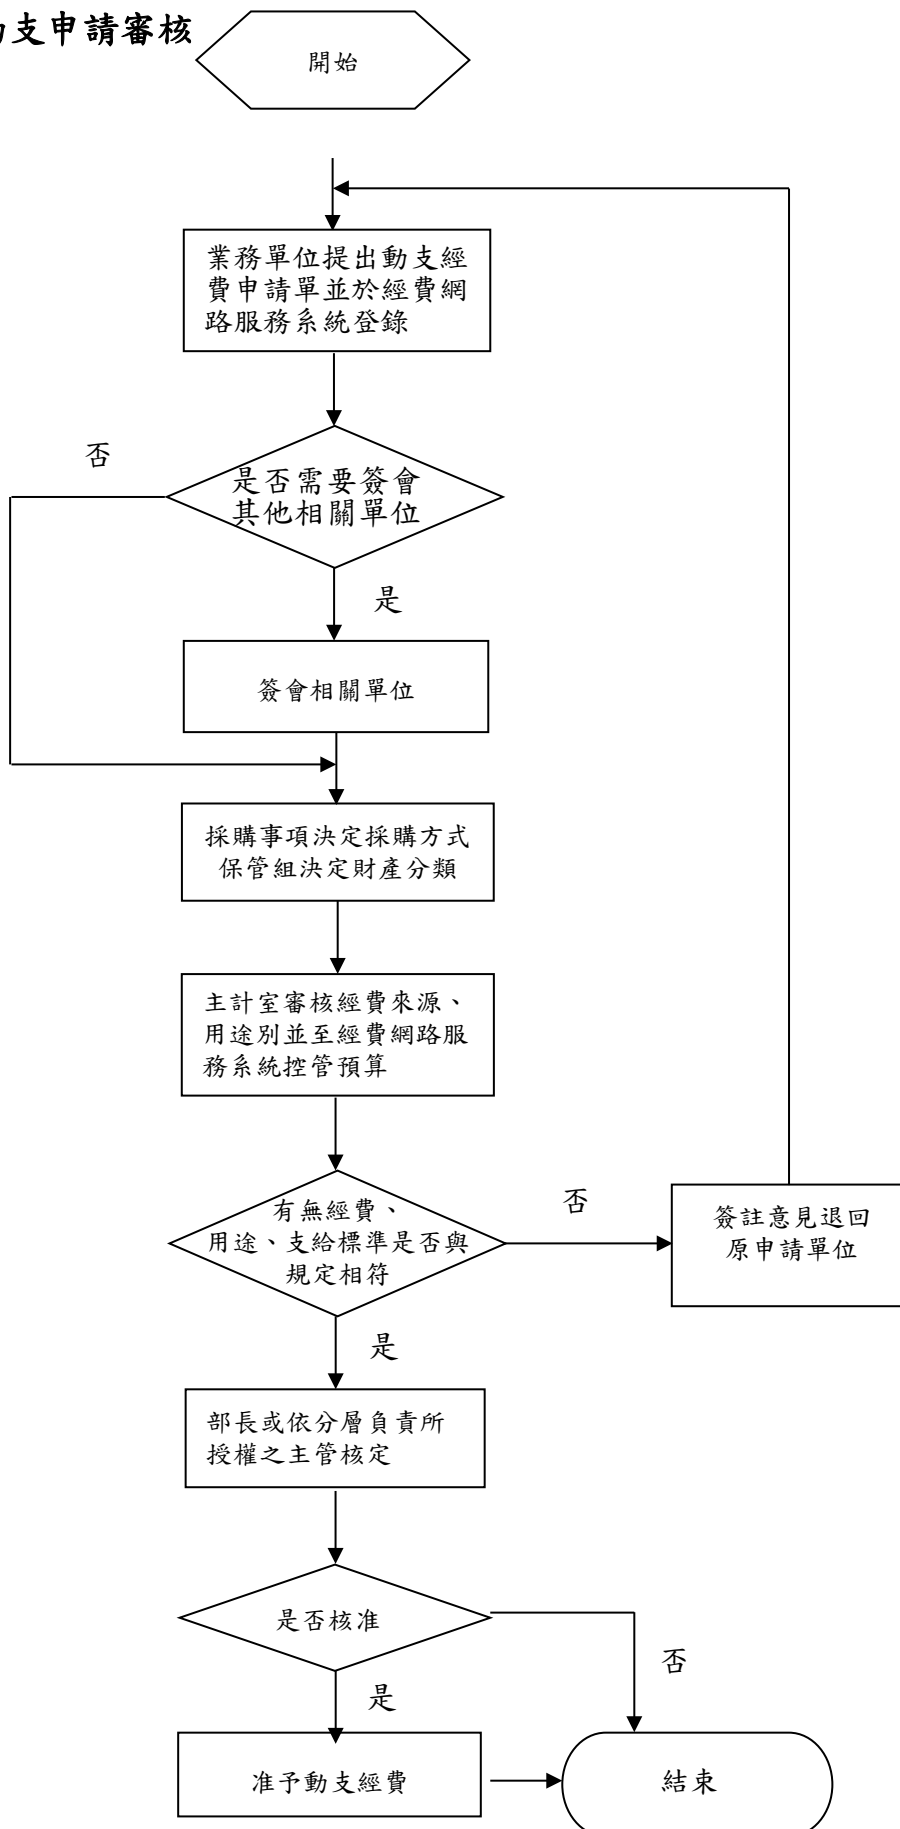 支申請審核
開始
業務單位提出動支經
費申請單並於經費網
路服務系統登錄
否
是否需要簽會
其他相關單位
是
簽會相關單位
採購事項決定採購方式
保管組決定財產分類
主計室審核經費來源、
用途別並至經費網路服
務系統控管預算
有無經費、
用途、支給標準是否與
規定相符
否
簽註意見退回
原申請單位
是
部長或依分層負責所
授權之主管核定
是否核准
否
是
准予動支經費
結束